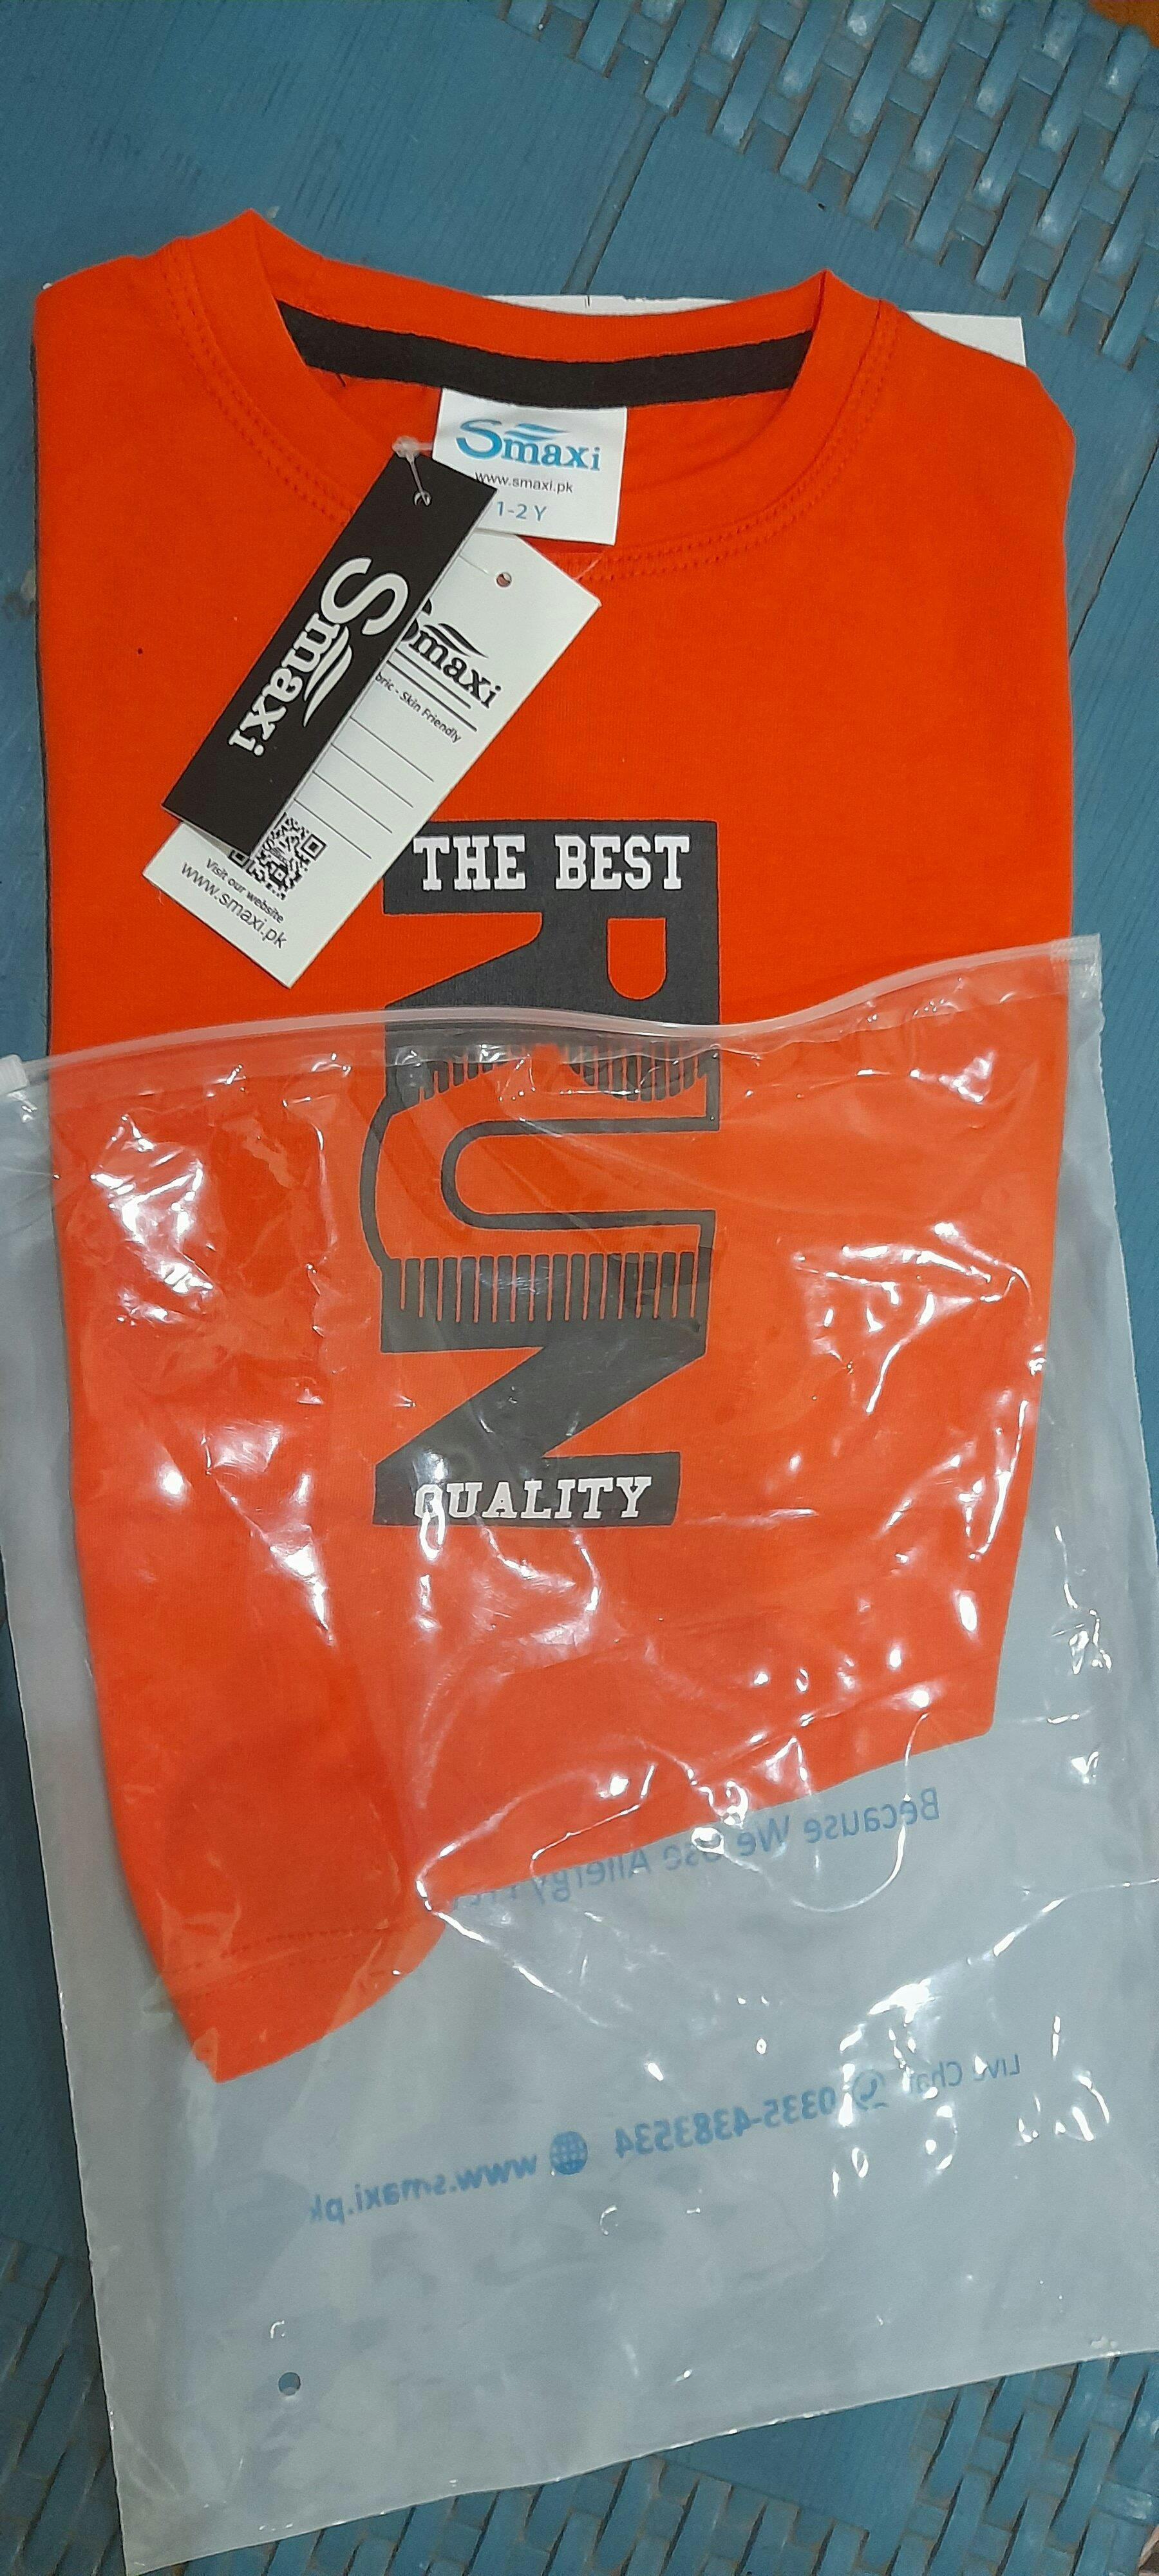 Smaxi
www.smaxi.pk
1-2 Y
Smaxi
Smaxi
- Skin Friendly
Visit our website
www.smaxi.pk
THE BEST
RUN
QUALITY
Because We Use Allergy
Live Chat 0335-4383534 www.smaxi.pk